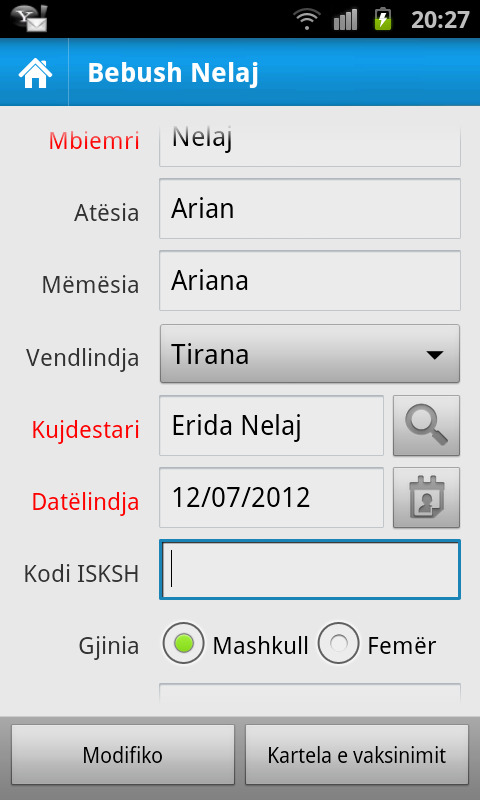 20:27
Bebush Nelaj
Mbiemri Nelaj
Atësia Arian
Mëmësia Ariana
Vendlindja Tirana
Kujdestari Erida Nelaj
Datëlindja 12/07/2012
Kodi ISKSH
Gjinia Mashkull Femër
Modifiko Kartela e vaksinimit